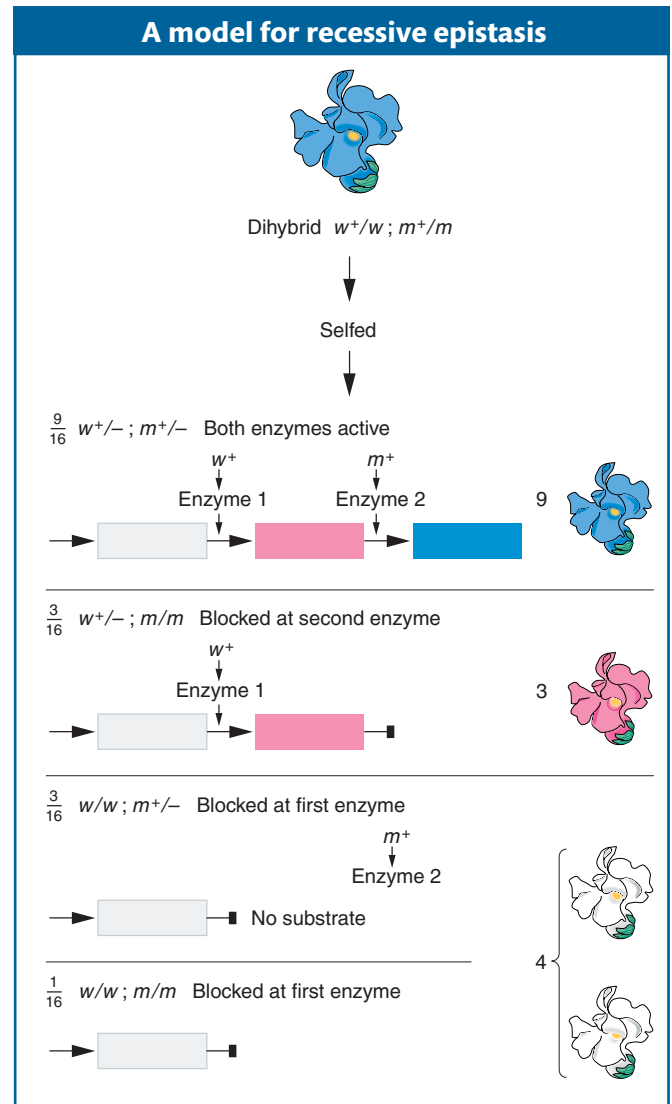 A model for recessive epistasis
Dihybrid w⁺/w ; m⁺/m
Selfed
9/16 w⁺/– ; m⁺/– Both enzymes active
w⁺ m⁺
Enzyme 1 Enzyme 2 9
3/16 w⁺/– ; m/m Blocked at second enzyme
w⁺
Enzyme 1 3
3/16 w/w ; m⁺/– Blocked at first enzyme
m⁺
Enzyme 2
No substrate
4
1/16 w/w ; m/m Blocked at first enzyme